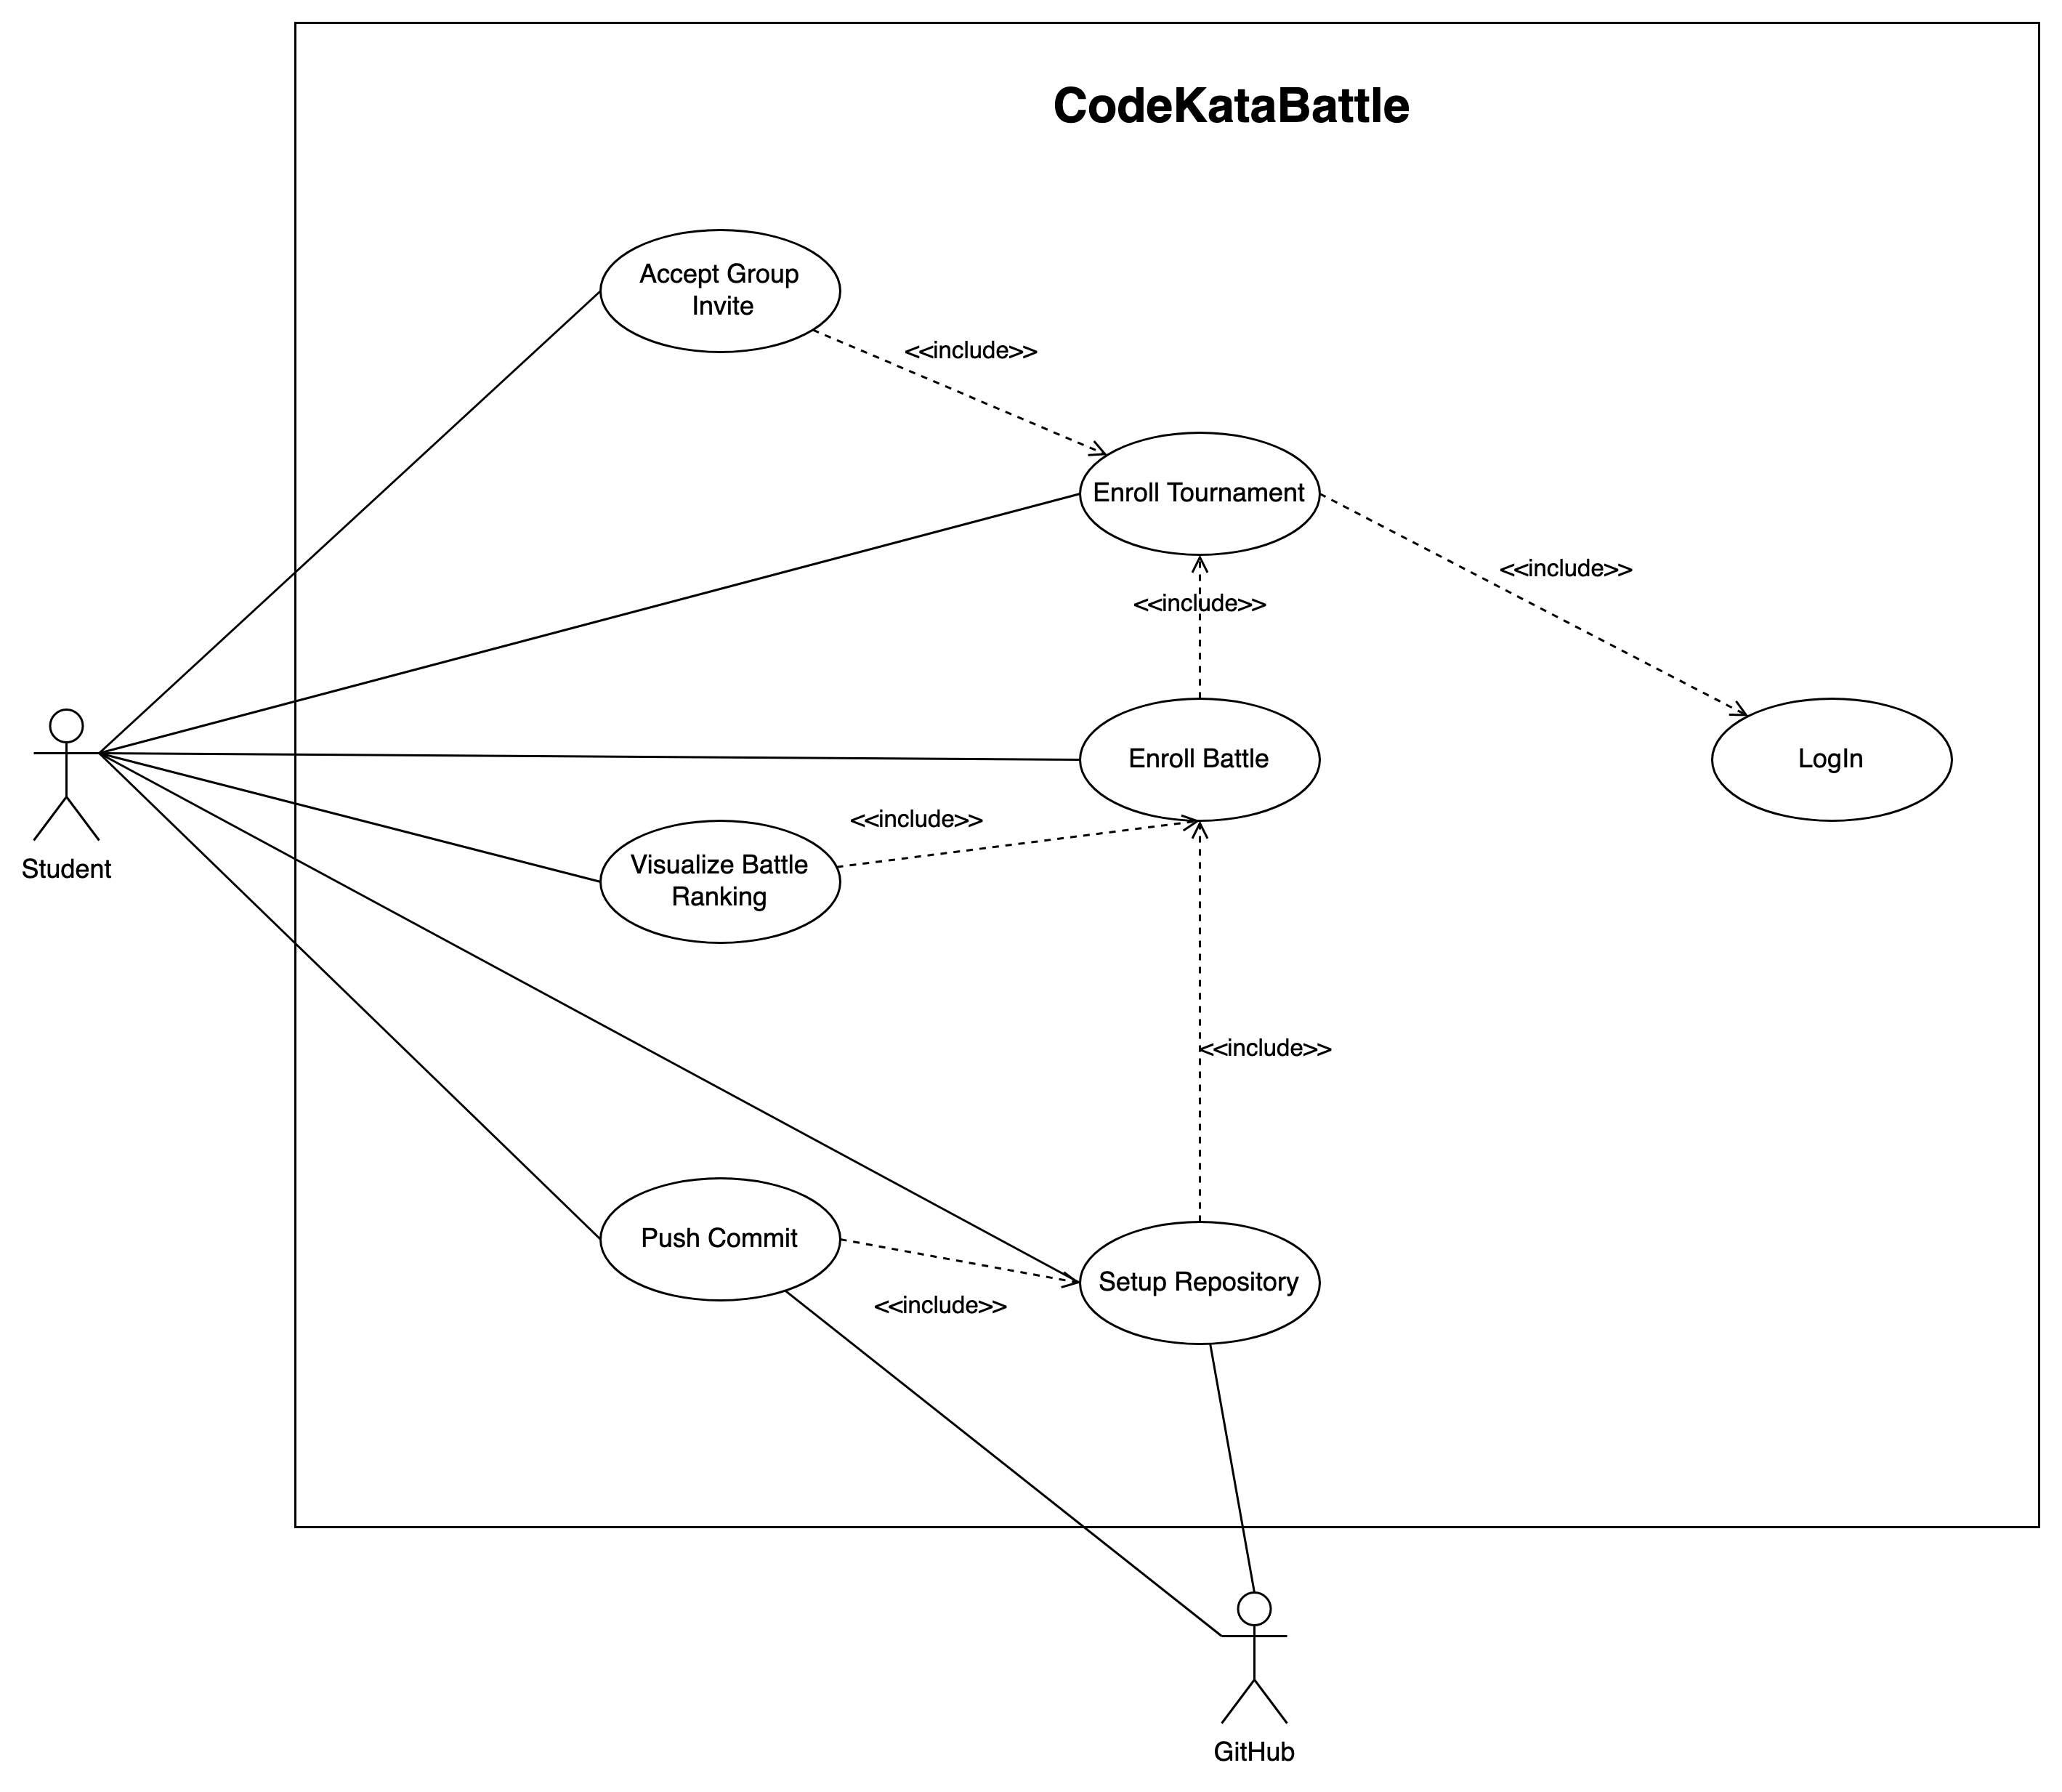 CodeKataBattle
Accept Group
Invite
<<include>>
Enroll Tournament
<<include>>
<<include>>
Enroll Battle
LogIn
<<include>>
Visualize Battle
Ranking
Student
<<include>>
Push Commit
Setup Repository
<<include>>
GitHub